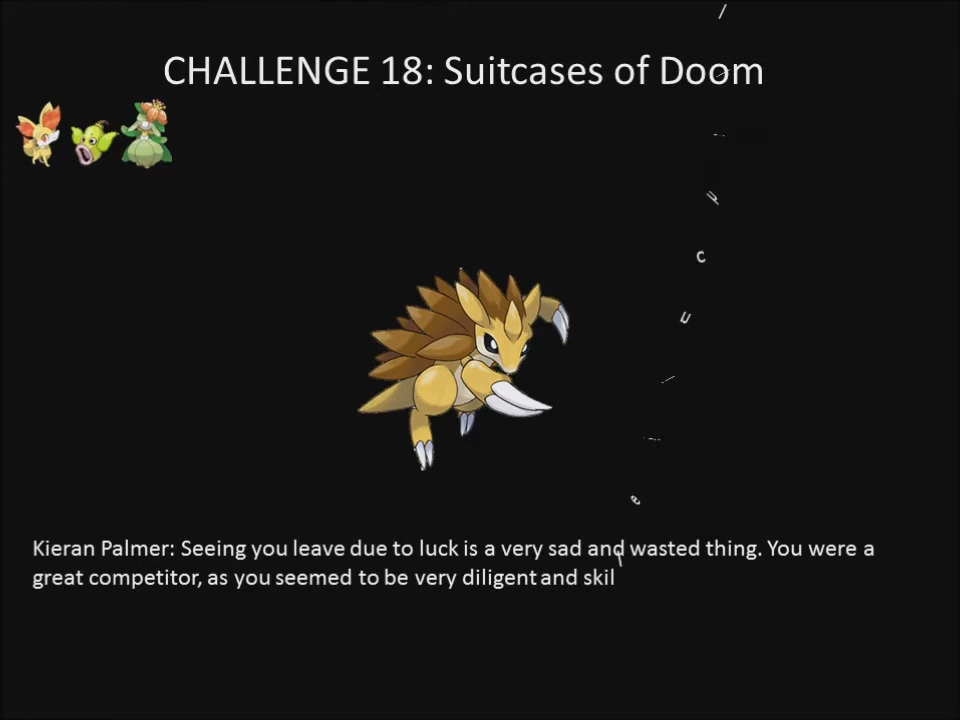 CHALLENGE 18: Suitcases of Doom
Kieran Palmer: Seeing you leave due to luck is a very sad and wasted thing. You were a
great competitor, as you seemed to be very diligent and skil